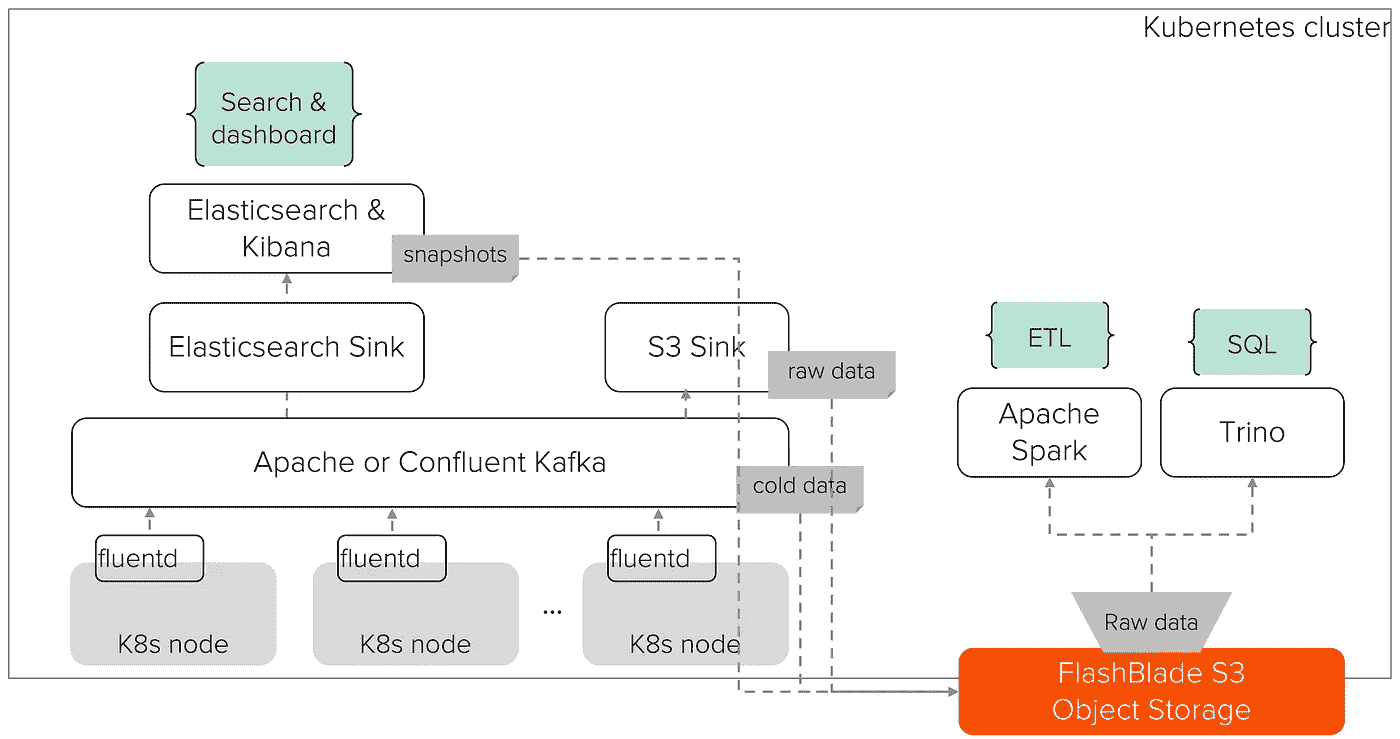 Kubernetes cluster
Search &
dashboard
Elasticsearch &
Kibana
snapshots
Elasticsearch Sink
S3 Sink
raw data
ETL
SQL
Apache
Spark
Trino
Apache or Confluent Kafka
cold data
fluentd
fluentd
fluentd
K8s node
K8s node
...
K8s node
Raw data
FlashBlade S3
Object Storage